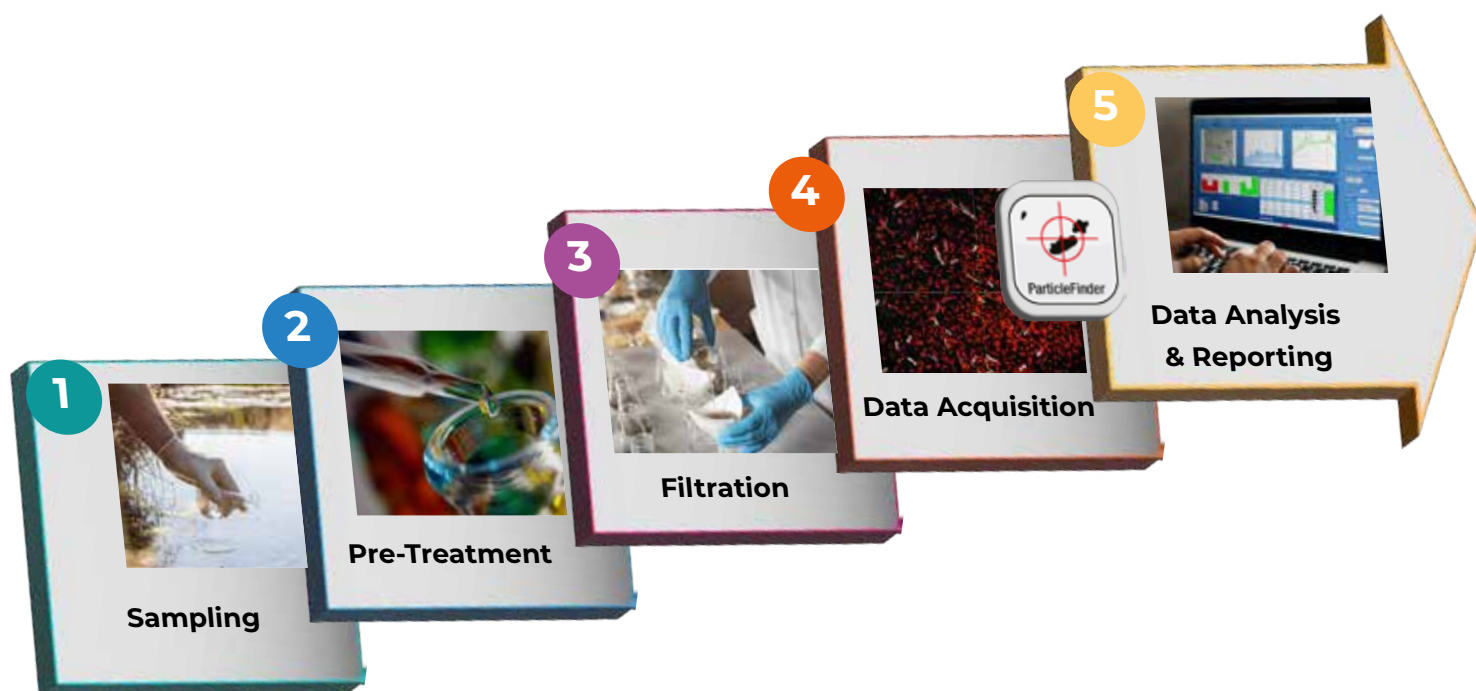 1
Sampling
2
Pre-Treatment
3
Filtration
4
Data Acquisition
ParticleFinder
5
Data Analysis
& Reporting